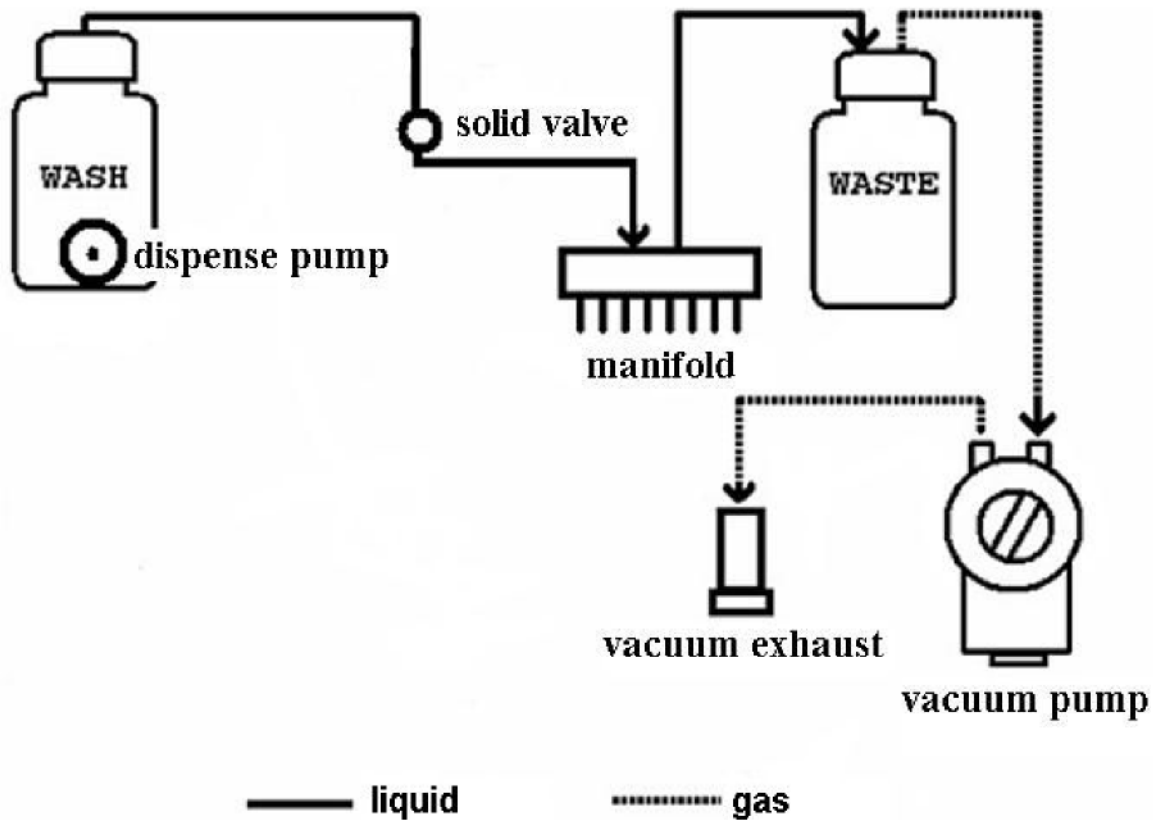 solid valve
WASH
WASTE
dispense pump
manifold
vacuum exhaust
vacuum pump
liquid
gas